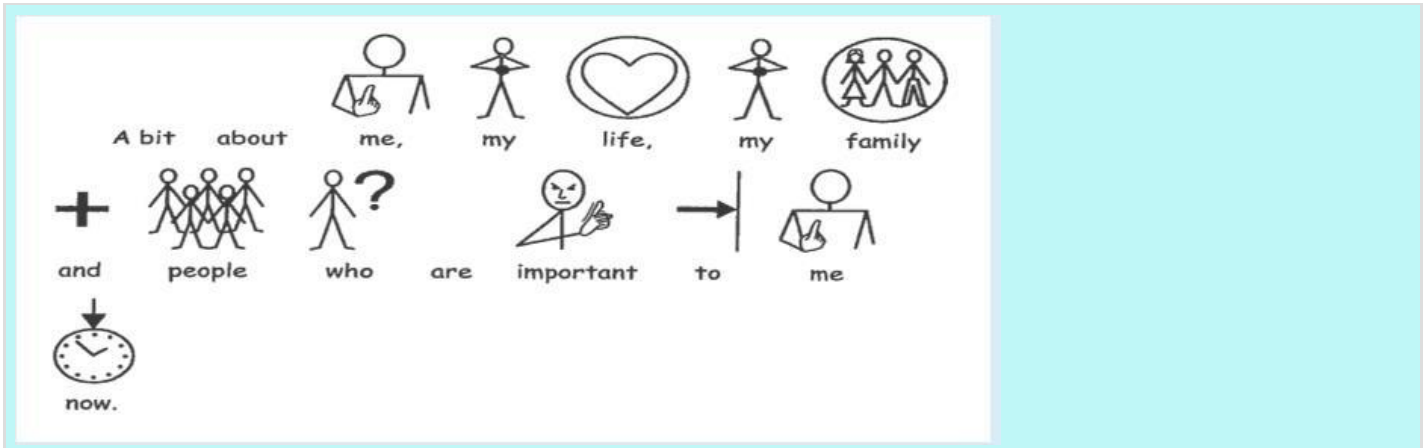 A bit about me, my life, my family
and people who are important to me
now.